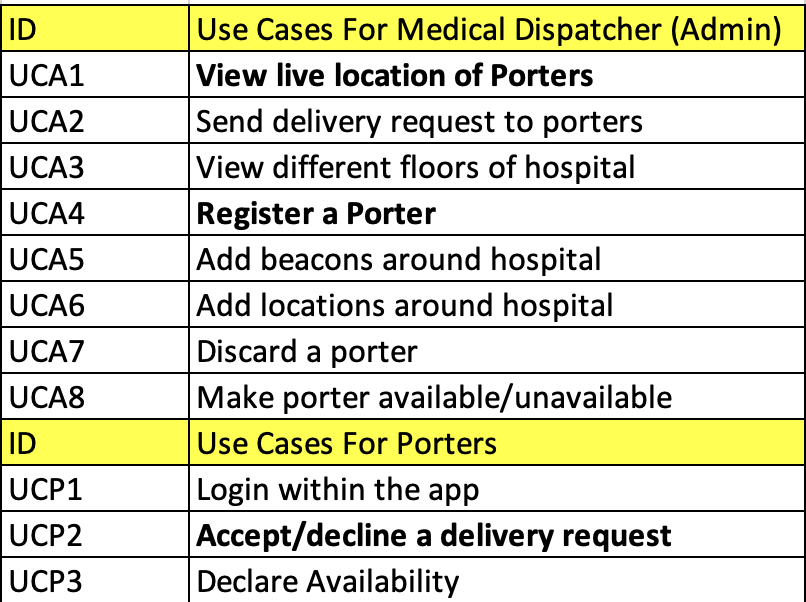 ID Use Cases For Medical Dispatcher (Admin)
UCA1 View live location of Porters
UCA2 Send delivery request to porters
UCA3 View different floors of hospital
UCA4 Register a Porter
UCA5 Add beacons around hospital
UCA6 Add locations around hospital
UCA7 Discard a porter
UCA8 Make porter available/unavailable
ID Use Cases For Porters
UCP1 Login within the app
UCP2 Accept/decline a delivery request
UCP3 Declare Availability